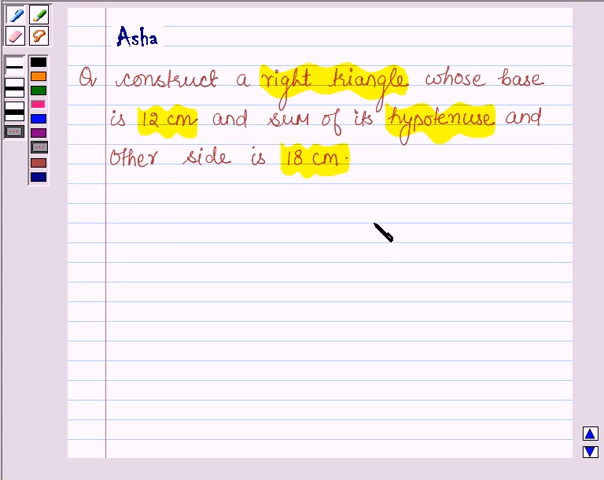 Asha
Q construct a right triangle whose base
is 12 cm and sum of its hypotenuse and
other side is 18 cm.